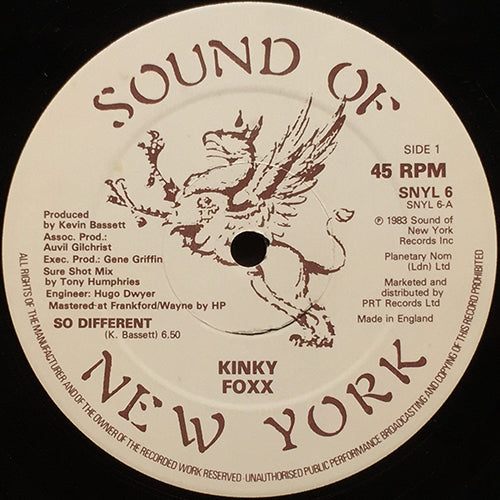 SOUND OF
SIDE 1
45 RPM
SNYL 6
SNYL 6-A
Ⓟ 1983 Sound of
New York
Records Inc
Planetary Nom
(Ldn) Ltd
Marketed and
distributed by
PRT Records Ltd
Made in England
Produced
by Kevin Bassett
Assoc. Prod.:
Auvil Gilchrist
Exec. Prod.: Gene Griffin
Sure Shot Mix
by Tony Humphries
Engineer: Hugo Dwyer
Mastered at Frankford/Wayne by HP
SO DIFFERENT
(K. Bassett) 6.50
KINKY
FOXX
NEW YORK
ALL RIGHTS OF THE MANUFACTURER AND OF THE OWNER OF THE RECORDED WORK RESERVED · UNAUTHORISED PUBLIC PERFORMANCE BROADCASTING AND COPYING OF THIS RECORD PROHIBITED